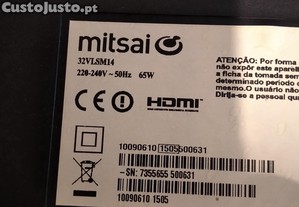 CustoJusto.pt
mitsai
32VLSM14
220-240V ~ 50Hz 65W
HDMI
ATENÇÃO: Por forma
não expôr este aparel
a ficha da tomada sem
determinado período d
mesmo.O usuário não
Dirija-se a pessoal qua
10090610 1505 500631
-SN: 7355655 500631
10090610 1505